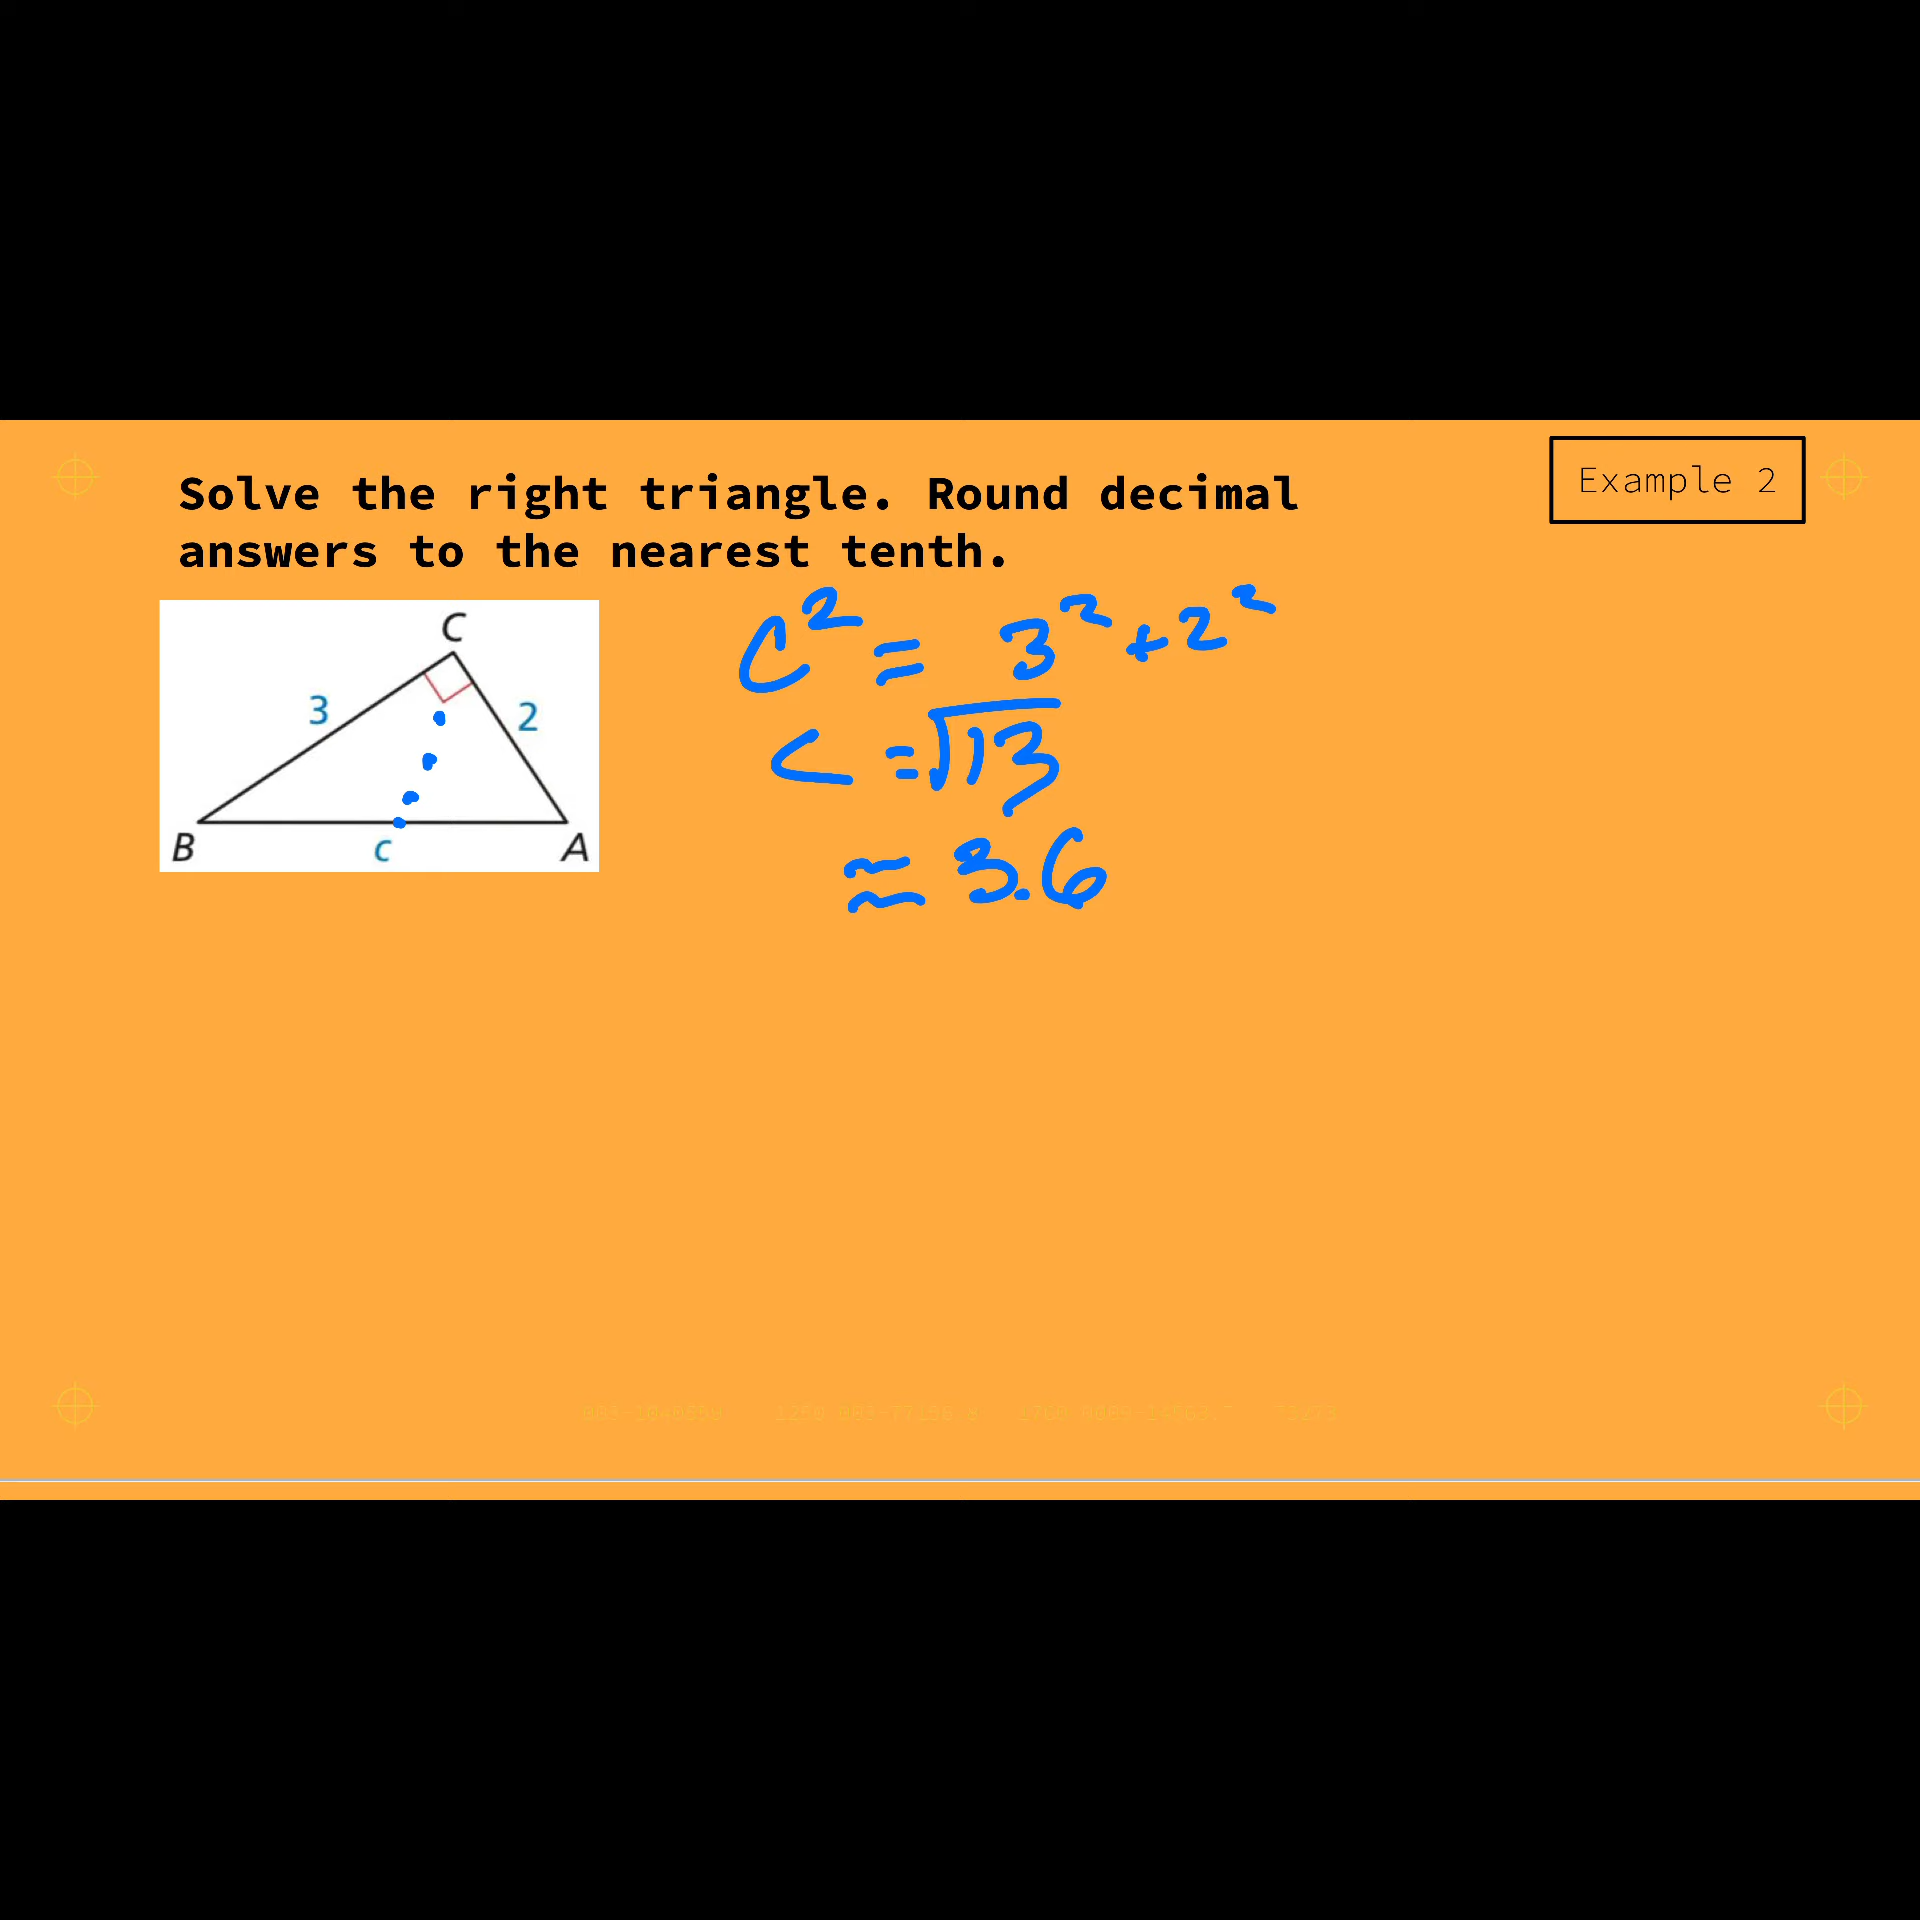 Example 2
Solve the right triangle. Round decimal
answers to the nearest tenth.
C
3
2
B
c
A
C² = 3² + 2²
c = √13
≈ 3.6